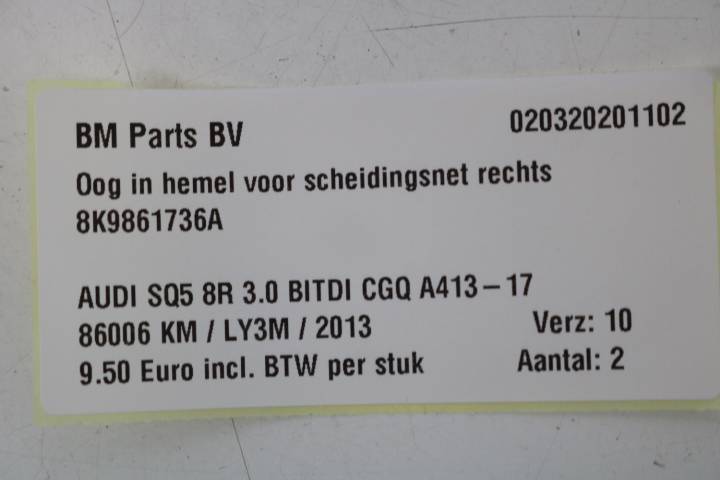 BM Parts BV 020320201102
Oog in hemel voor scheidingsnet rechts
8K9861736A
AUDI SQ5 8R 3.0 BITDI CGQ A413-17
86006 KM / LY3M / 2013 Verz: 10
9.50 Euro incl. BTW per stuk Aantal: 2